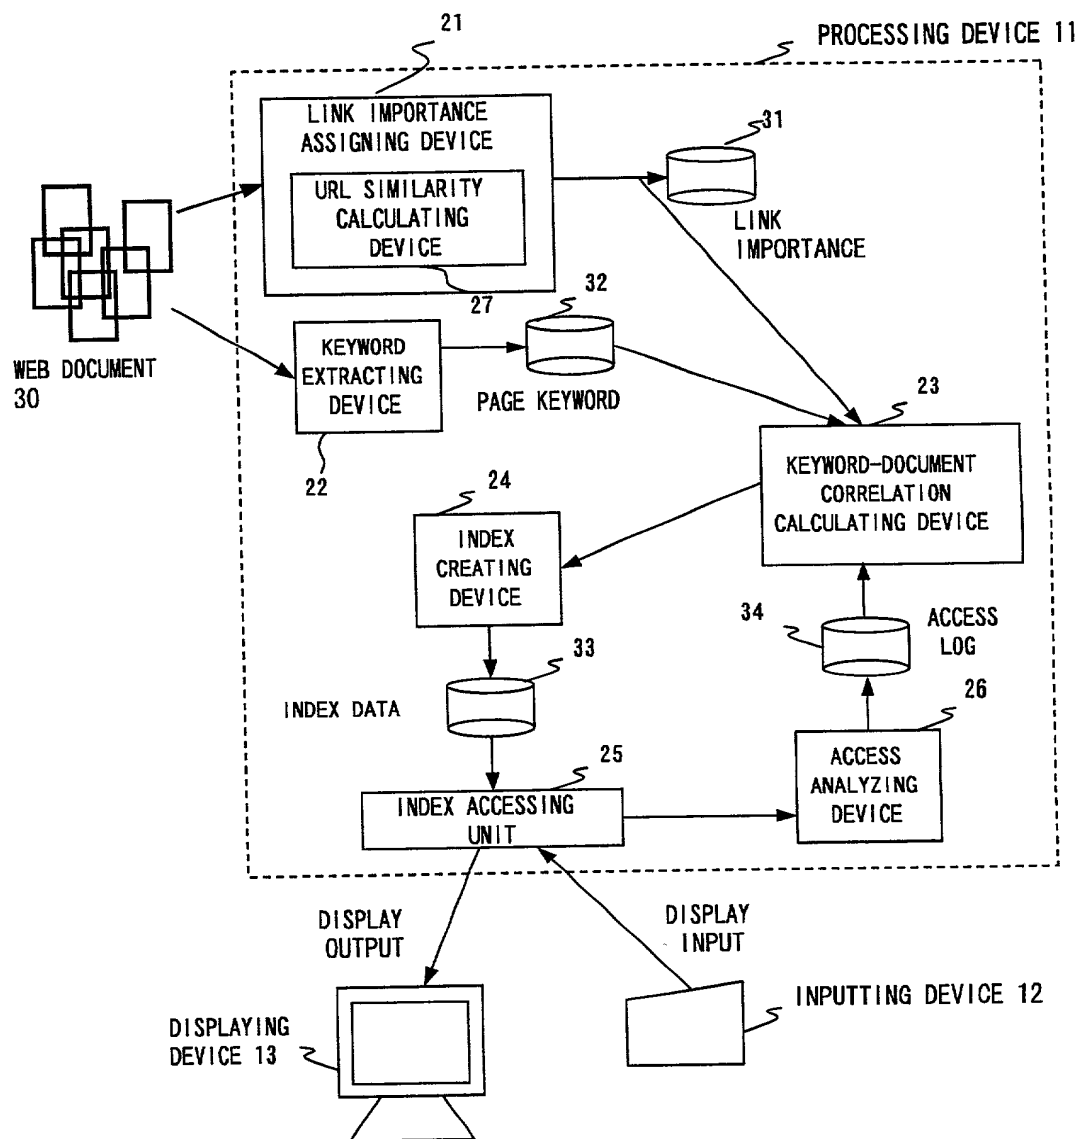 21
PROCESSING DEVICE 11
LINK IMPORTANCE
ASSIGNING DEVICE
URL SIMILARITY
CALCULATING
DEVICE
27
31
LINK
IMPORTANCE
WEB DOCUMENT
30
KEYWORD
EXTRACTING
DEVICE
22
32
PAGE KEYWORD
23
KEYWORD-DOCUMENT
CORRELATION
CALCULATING DEVICE
24
INDEX
CREATING
DEVICE
34
ACCESS
LOG
33
INDEX DATA
26
ACCESS
ANALYZING
DEVICE
25
INDEX ACCESSING
UNIT
DISPLAY
OUTPUT
DISPLAY
INPUT
INPUTTING DEVICE 12
DISPLAYING
DEVICE 13